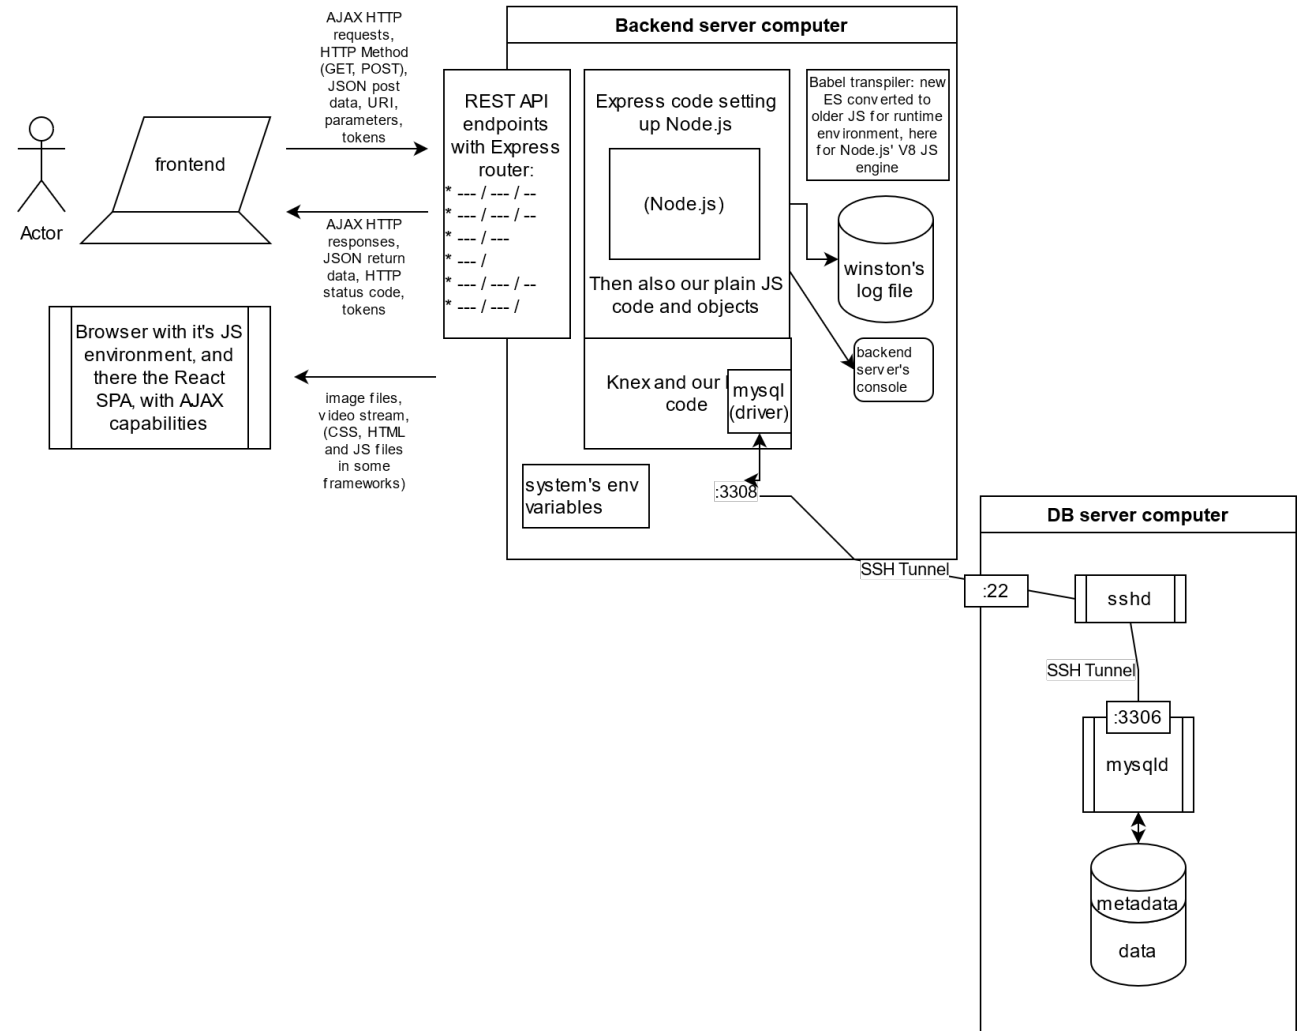 AJAX HTTP
requests,
HTTP Method
(GET, POST),
JSON post
data, URI,
parameters,
tokens
frontend
Actor
AJAX HTTP
responses,
JSON return
data, HTTP
status code,
tokens
Browser with it's JS
environment, and
there the React
SPA, with AJAX
capabilities
image files,
video stream,
(CSS, HTML
and JS files
in some
frameworks)
Backend server computer
REST API
endpoints
with Express
router:
* --- / --- / --
* --- / --- / --
* --- / ---
* --- /
* --- / --- / --
* --- / --- /
Express code setting
up Node.js
(Node.js)
Then also our plain JS
code and objects
Knex and our
code
mysql
(driver)
Babel transpiler: new
ES converted to
older JS for runtime
environment, here
for Node.js' V8 JS
engine
winston's
log file
backend
server's
console
system's env
variables
:3308
SSH Tunnel
DB server computer
:22
sshd
SSH Tunnel
:3306
mysqld
metadata
data